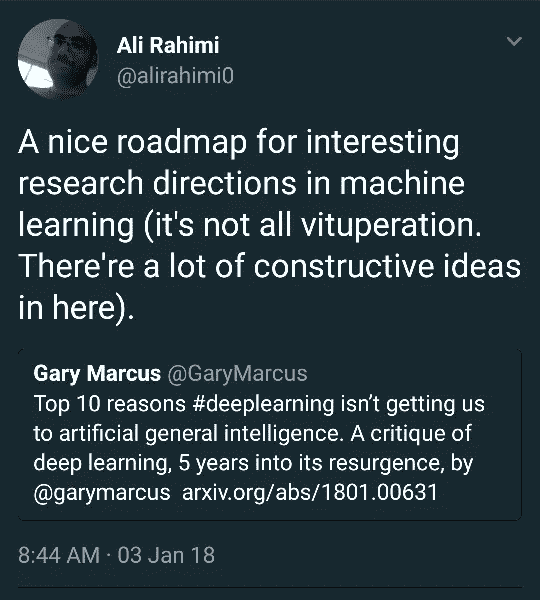 Ali Rahimi
@alirahimi0
A nice roadmap for interesting
research directions in machine
learning (it's not all vituperation.
There're a lot of constructive ideas
in here).
Gary Marcus @GaryMarcus
Top 10 reasons #deeplearning isn’t getting us
to artificial general intelligence. A critique of
deep learning, 5 years into its resurgence, by
@garymarcus arxiv.org/abs/1801.00631
8:44 AM · 03 Jan 18